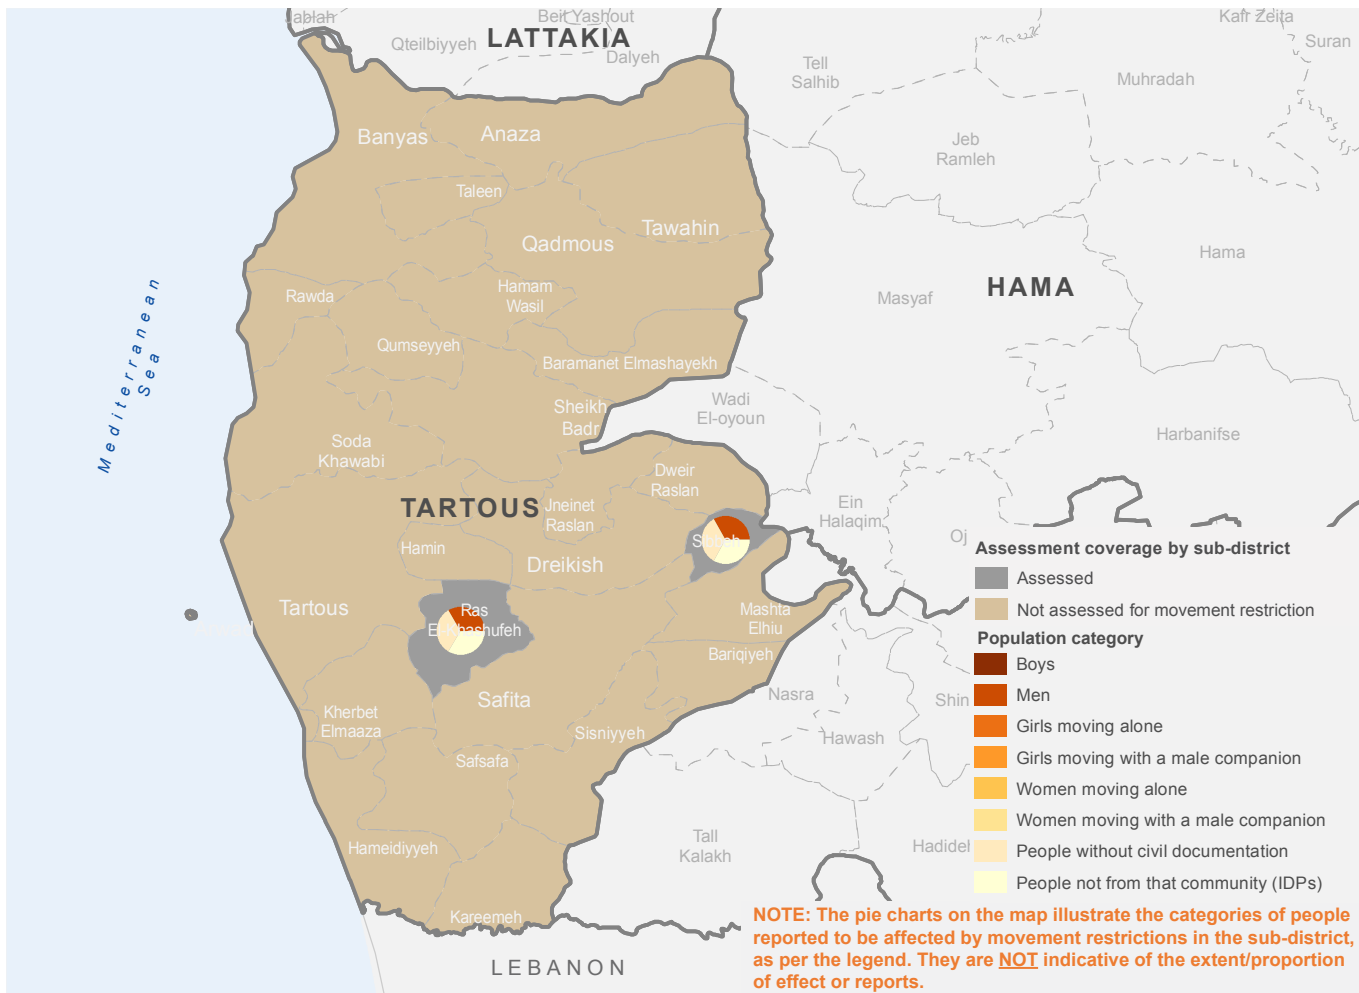 Jablah
Beit Yashout
Kafr Zeita
Qteilbiyyeh
LATTAKIA
Suran
Dalyeh
Tell
Salhib
Muhradah
Banyas
Anaza
Jeb
Ramleh
Taleen
Tawahin
Qadmous
Hama
Mediterranean
Sea
Rawda
Hamam
Wasil
HAMA
Masyaf
Qumseyyeh
Baramanet Elmashayekh
Sheikh
Badr
Wadi
El-oyoun
Harbanifse
Soda
Khawabi
Dweir
Raslan
TARTOUS
Jneinet
Raslan
Ein
Halaqim
Oj
Hamin
Dreikish
Tartous
Ras
Mashta
Elhiu
Bariqiyeh
Safita
Nasra
Shin
Kherbet
Elmaaza
Sisniyyeh
Hawash
Safsafa
Tall
Kalakh
Hameidiyyeh
Hadideh
Kareemeh
LEBANON
Assessment coverage by sub-district
Assessed
Not assessed for movement restriction
Population category
Boys
Men
Girls moving alone
Girls moving with a male companion
Women moving alone
Women moving with a male companion
People without civil documentation
People not from that community (IDPs)
NOTE: The pie charts on the map illustrate the categories of people
reported to be affected by movement restrictions in the sub-district,
as per the legend. They are NOT indicative of the extent/proportion
of effect or reports.